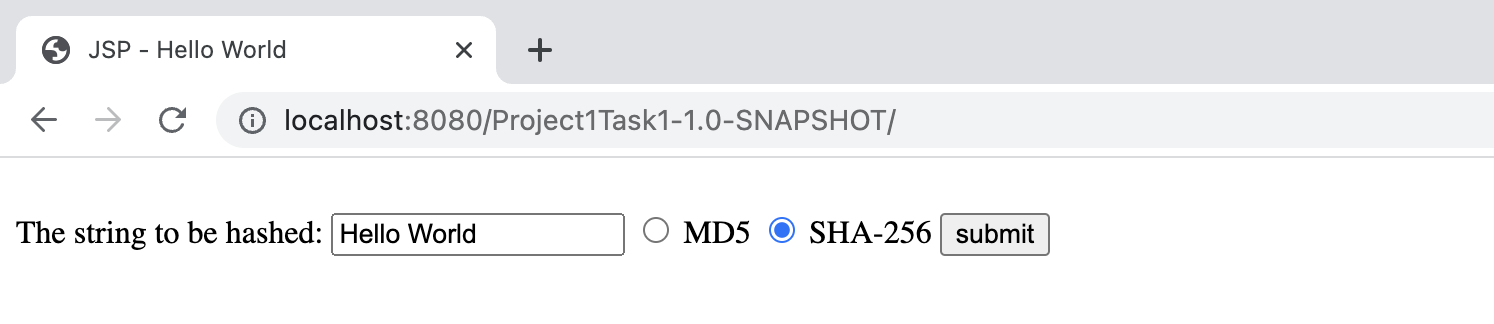 JSP - Hello World
localhost:8080/Project1Task1-1.0-SNAPSHOT/
The string to be hashed: Hello World MD5 SHA-256 submit